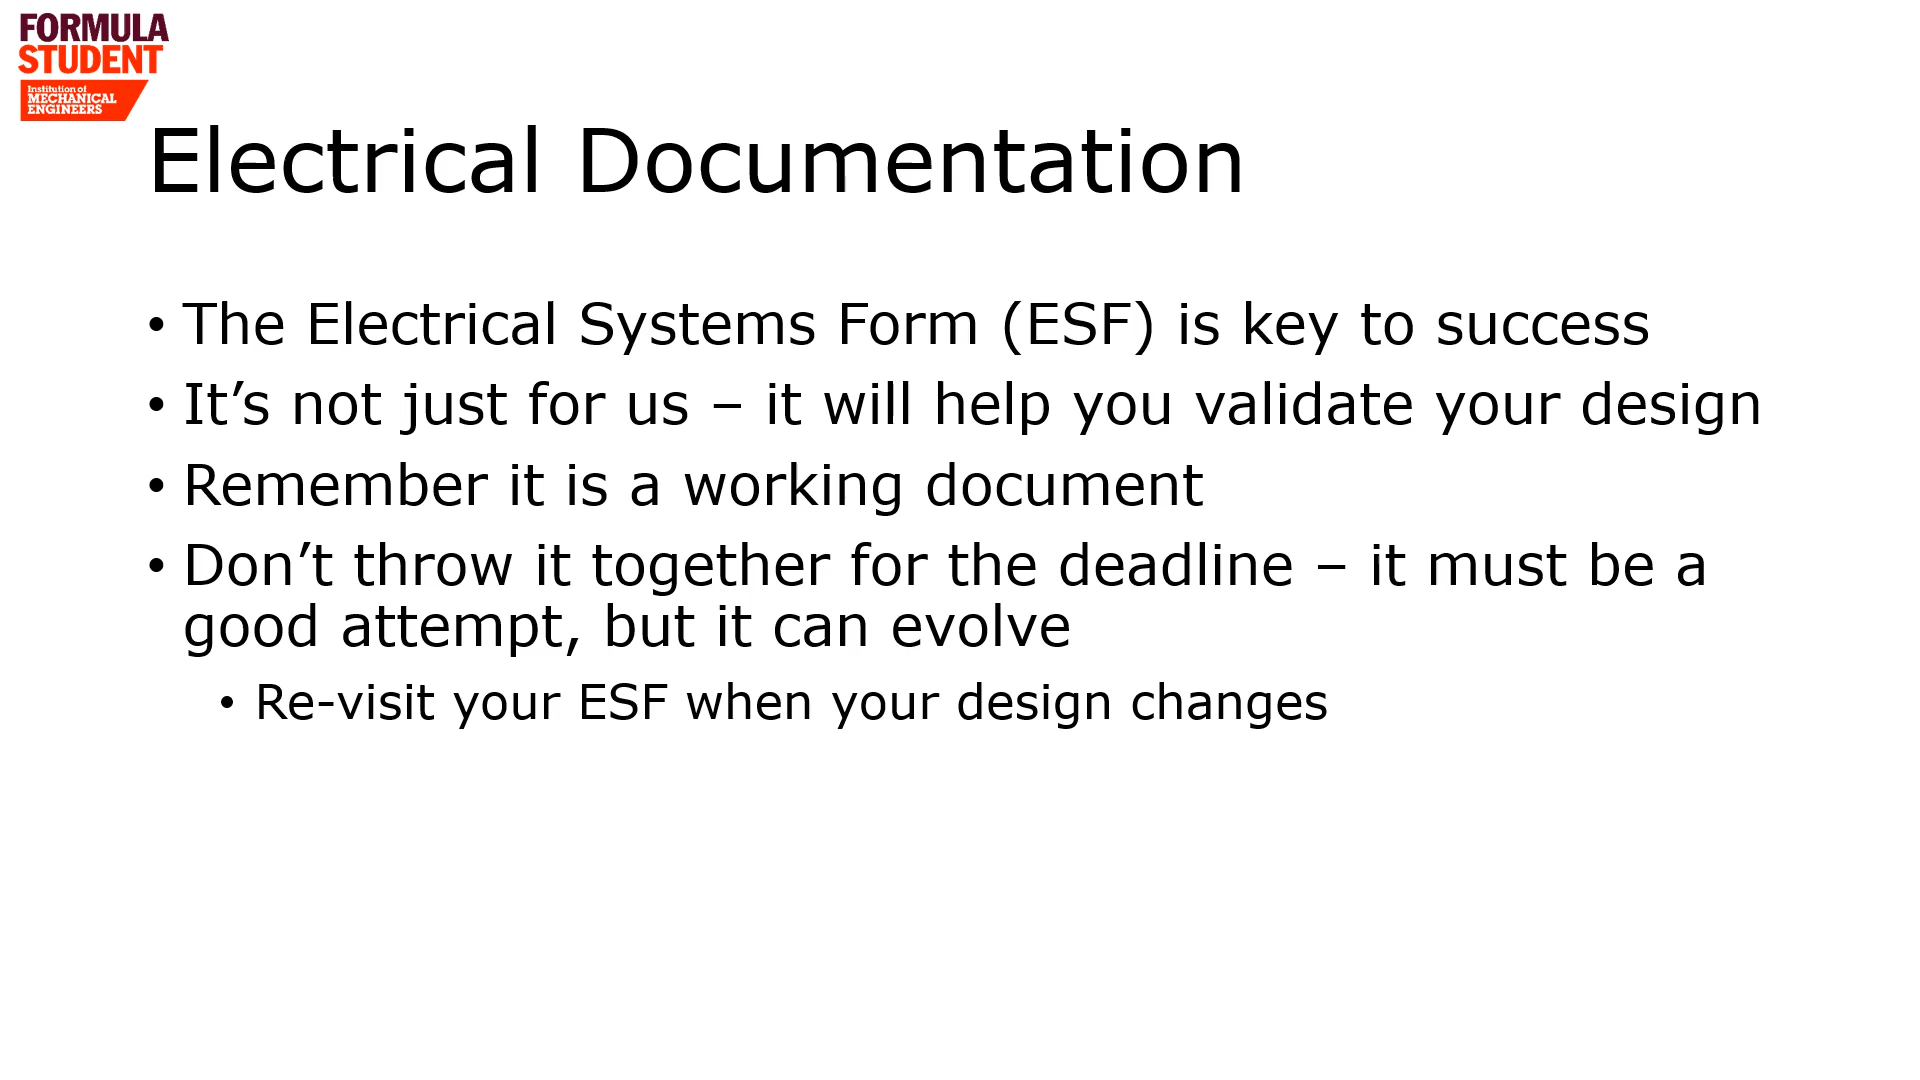 FORMULA
STUDENT
Institution of
MECHANICAL
ENGINEERS
Electrical Documentation
• The Electrical Systems Form (ESF) is key to success
• It’s not just for us – it will help you validate your design
• Remember it is a working document
• Don’t throw it together for the deadline – it must be a
good attempt, but it can evolve
• Re-visit your ESF when your design changes